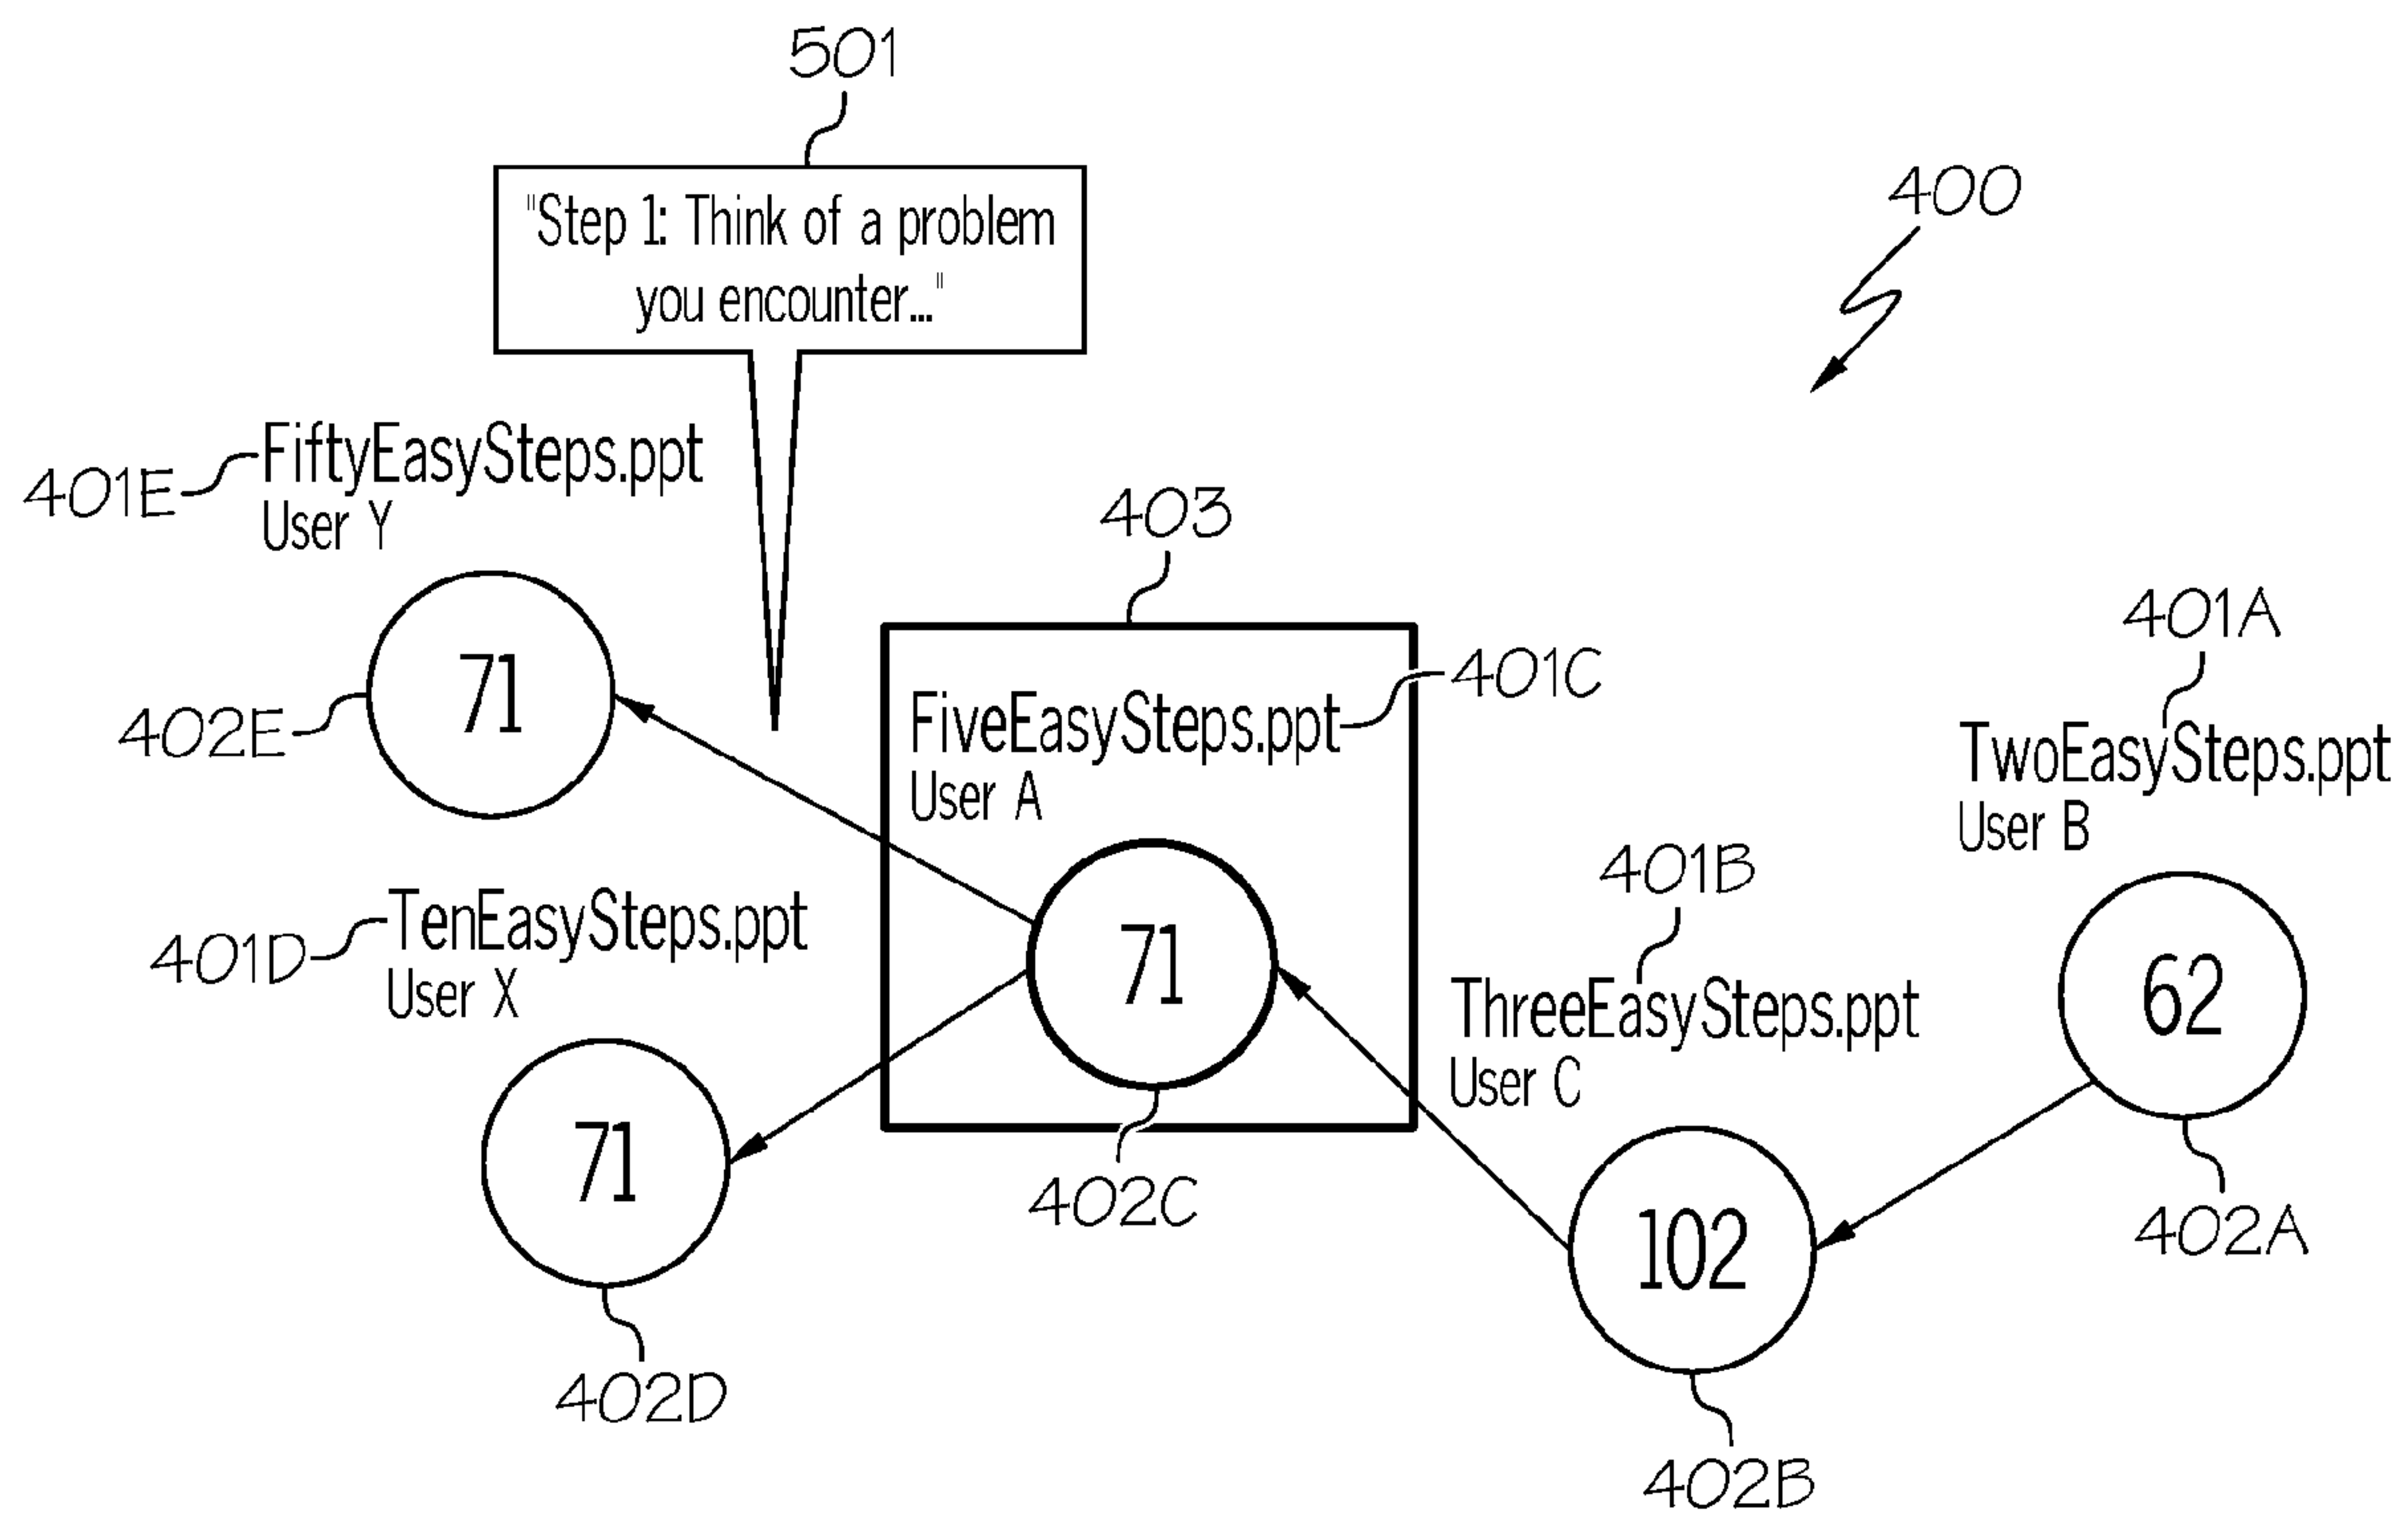 501
"Step 1: Think of a problem
you encounter..."
400
401E
FiftyEasySteps.ppt
User Y
403
401A
71
402E
401C
FiveEasySteps.ppt
User A
TwoEasySteps.ppt
User B
401B
401D
TenEasySteps.ppt
User X
71
ThreeEasySteps.ppt
User C
62
71
402C
102
402A
402D
402B